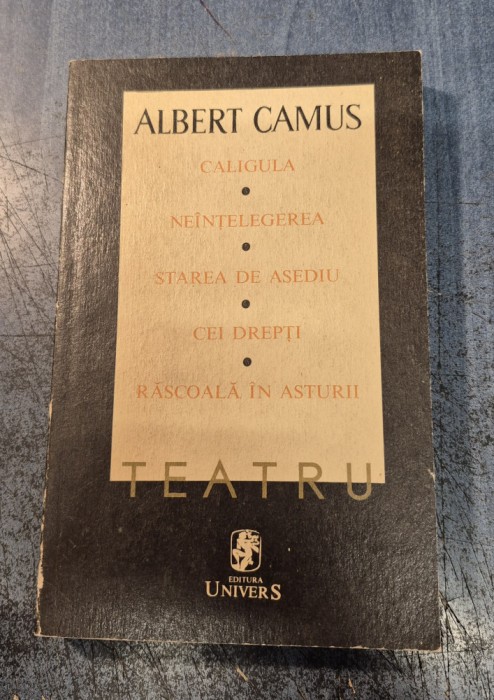 ALBERT CAMUS
CALIGULA
NEÎNȚELEGEREA
STAREA DE ASEDIU
CEI DREPȚI
RĂSCOALĂ ÎN ASTURII
TEATRU
EDITURA
UNIVERS